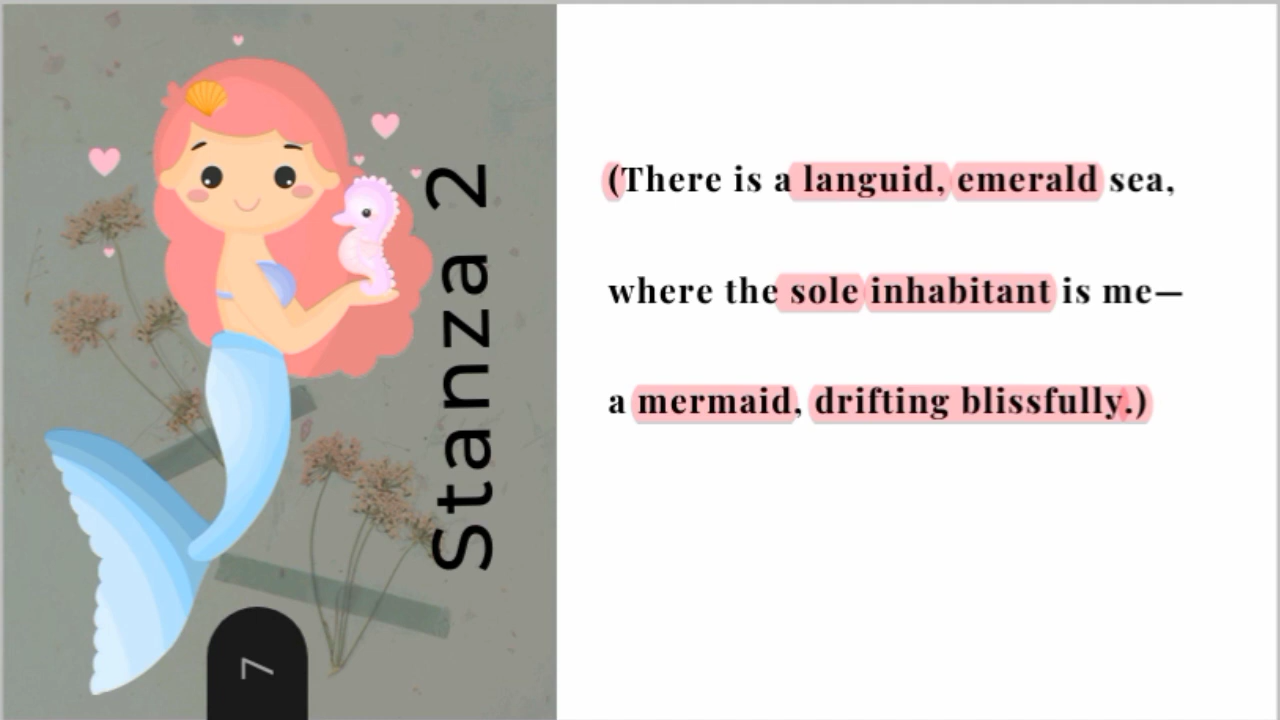 Stanza 2
7
(There is a languid, emerald sea,
where the sole inhabitant is me—
a mermaid, drifting blissfully.)